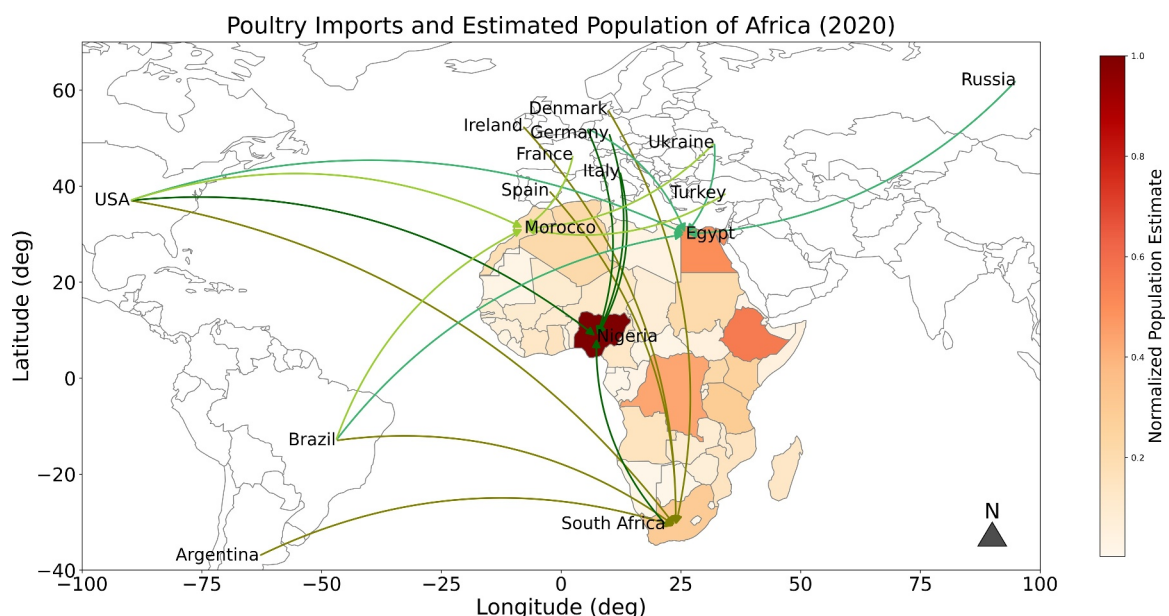 Poultry Imports and Estimated Population of Africa (2020)
Latitude (deg)
60
40
20
0
−20
−40
−100
−75
−50
−25
0
25
50
75
100
Longitude (deg)
Russia
Denmark
Ireland
Germany
Ukraine
France
Italy
Spain
Turkey
USA
Morocco
Egypt
Nigeria
Brazil
South Africa
Argentina
N
1.0
0.8
0.6
0.4
0.2
Normalized Population Estimate